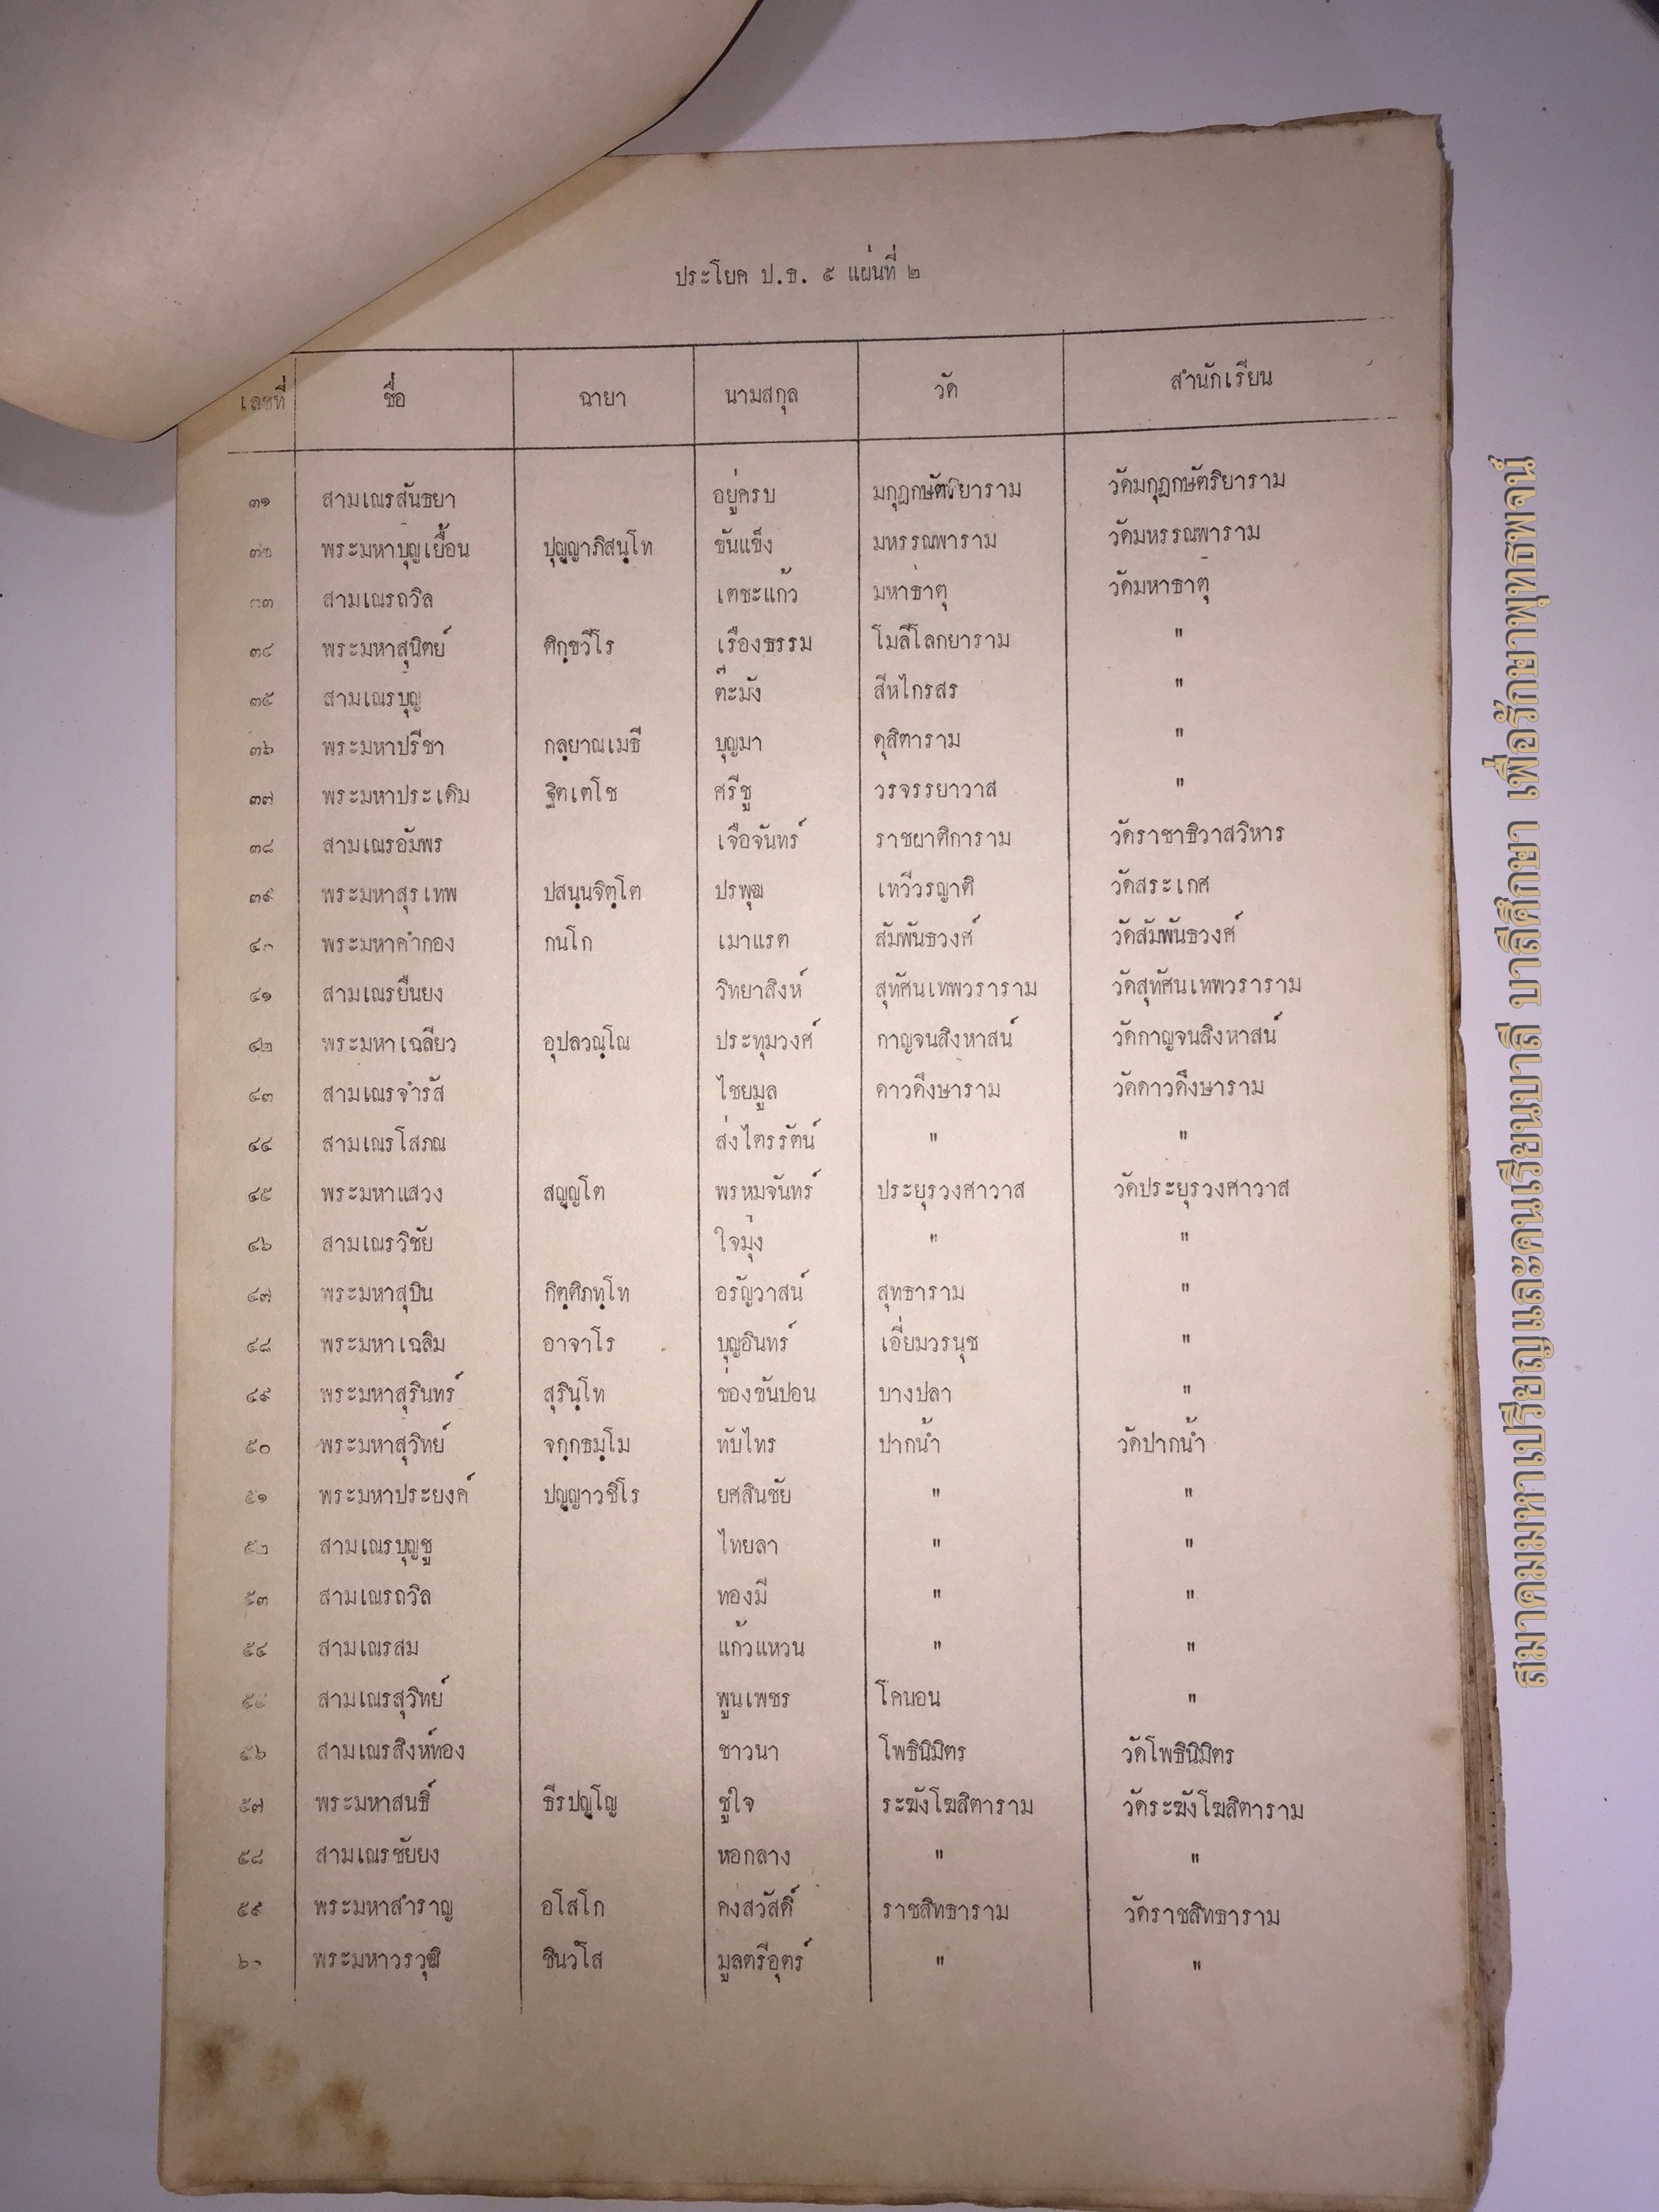 ประโยค ป.ธ. ๕ แผ่นที่ ๒
เลขที่ ชื่อ ฉายา นามสกุล วัด สำนักเรียน
๓๑ สามเณรสันธยา อยู่ครบ มกุฏกษัตริยาราม วัดมกุฏกษัตริยาราม
๓๒ พระมหาบุญเยื้อน ปุญฺญาภิสนฺโท ขันแข็ง มหรรณพาราม วัดมหรรณพาราม
๓๓ สามเณรถวิล เตชะแก้ว มหาธาตุ วัดมหาธาตุ
๓๔ พระมหาสุนิตย์ ติกฺขวีโร เรืองธรรม โมลีโลกยาราม "
๓๕ สามเณรบุญ ต๊ะมัง สีหไกรสร "
๓๖ พระมหาปรีชา กลฺยาณเมธี บุญมา ดุสิตาราม "
๓๗ พระมหาประเดิม ฐิตเตโช ศรีชู วรจรรยาวาส "
๓๘ สามเณรอัมพร เจือจันทร์ ราชผาติการาม วัดราชาธิวาสวิหาร
๓๙ พระมหาสุรเทพ ปสนฺนจิตฺโต ปรพุฒ เทวีวรญาติ วัดสระเกศ
๔๐ พระมหาคำกอง กนโก เมาแรต สัมพันธวงศ์ วัดสัมพันธวงศ์
๔๑ สามเณรยืนยง วิทยาสิงห์ สุทัศนเทพวราราม วัดสุทัศนเทพวราราม
๔๒ พระมหาเฉลียว อุปลวณฺโณ ประทุมวงศ์ กาญจนสิงหาสน์ วัดกาญจนสิงหาสน์
๔๓ สามเณรจำรัส ไชยมูล ดาวดึงษาราม วัดดาวดึงษาราม
๔๔ สามเณรโสภณ ส่งไตรรัตน์ " "
๔๕ พระมหาแสวง สญฺญโต พรหมจันทร์ ประยุรวงศาวาส วัดประยุรวงศาวาส
๔๖ สามเณรวิชัย ใจมุ่ง " "
๔๗ พระมหาสุบิน กิตฺติภทฺโท อรัญวาสน์ สุทธาราม "
๔๘ พระมหาเฉลิม อาจาโร บุญอินทร์ เอี่ยมวรนุช "
๔๙ พระมหาสุรินทร์ สุรินฺโท ช่องขันปอน บางปลา "
๕๐ พระมหาสุวิทย์ จกฺกธมฺโม ทับไทร ปากน้ำ วัดปากน้ำ
๕๑ พระมหาประยงค์ ปญฺญาวชิโร ยศสินชัย " "
๕๒ สามเณรบุญชู ไทยลา " "
๕๓ สามเณรถวิล ทองมี " "
๕๔ สามเณรสม แก้วแหวน " "
๕๕ สามเณรสุวิทย์ พูนเพชร โคนอน "
๕๖ สามเณรสิงห์ทอง ชาวนา โพธินิมิตร วัดโพธินิมิตร
๕๗ พระมหาสนธิ์ ธีรปญฺโญ ชูใจ ระฆังโฆสิตาราม วัดระฆังโฆสิตาราม
๕๘ สามเณรชัยยง หอกลาง " "
๕๙ พระมหาสำราญ อโสโก คงสวัสดิ์ ราชสิทธาราม วัดราชสิทธาราม
๖๐ พระมหาวรวุฒิ ชินวํโส มูลตรีอุตร์ " "
สมาคมมหาเปรียญและคนเรียนบาลี บาลีศึกษา เพื่อรักษาพุทธพจน์